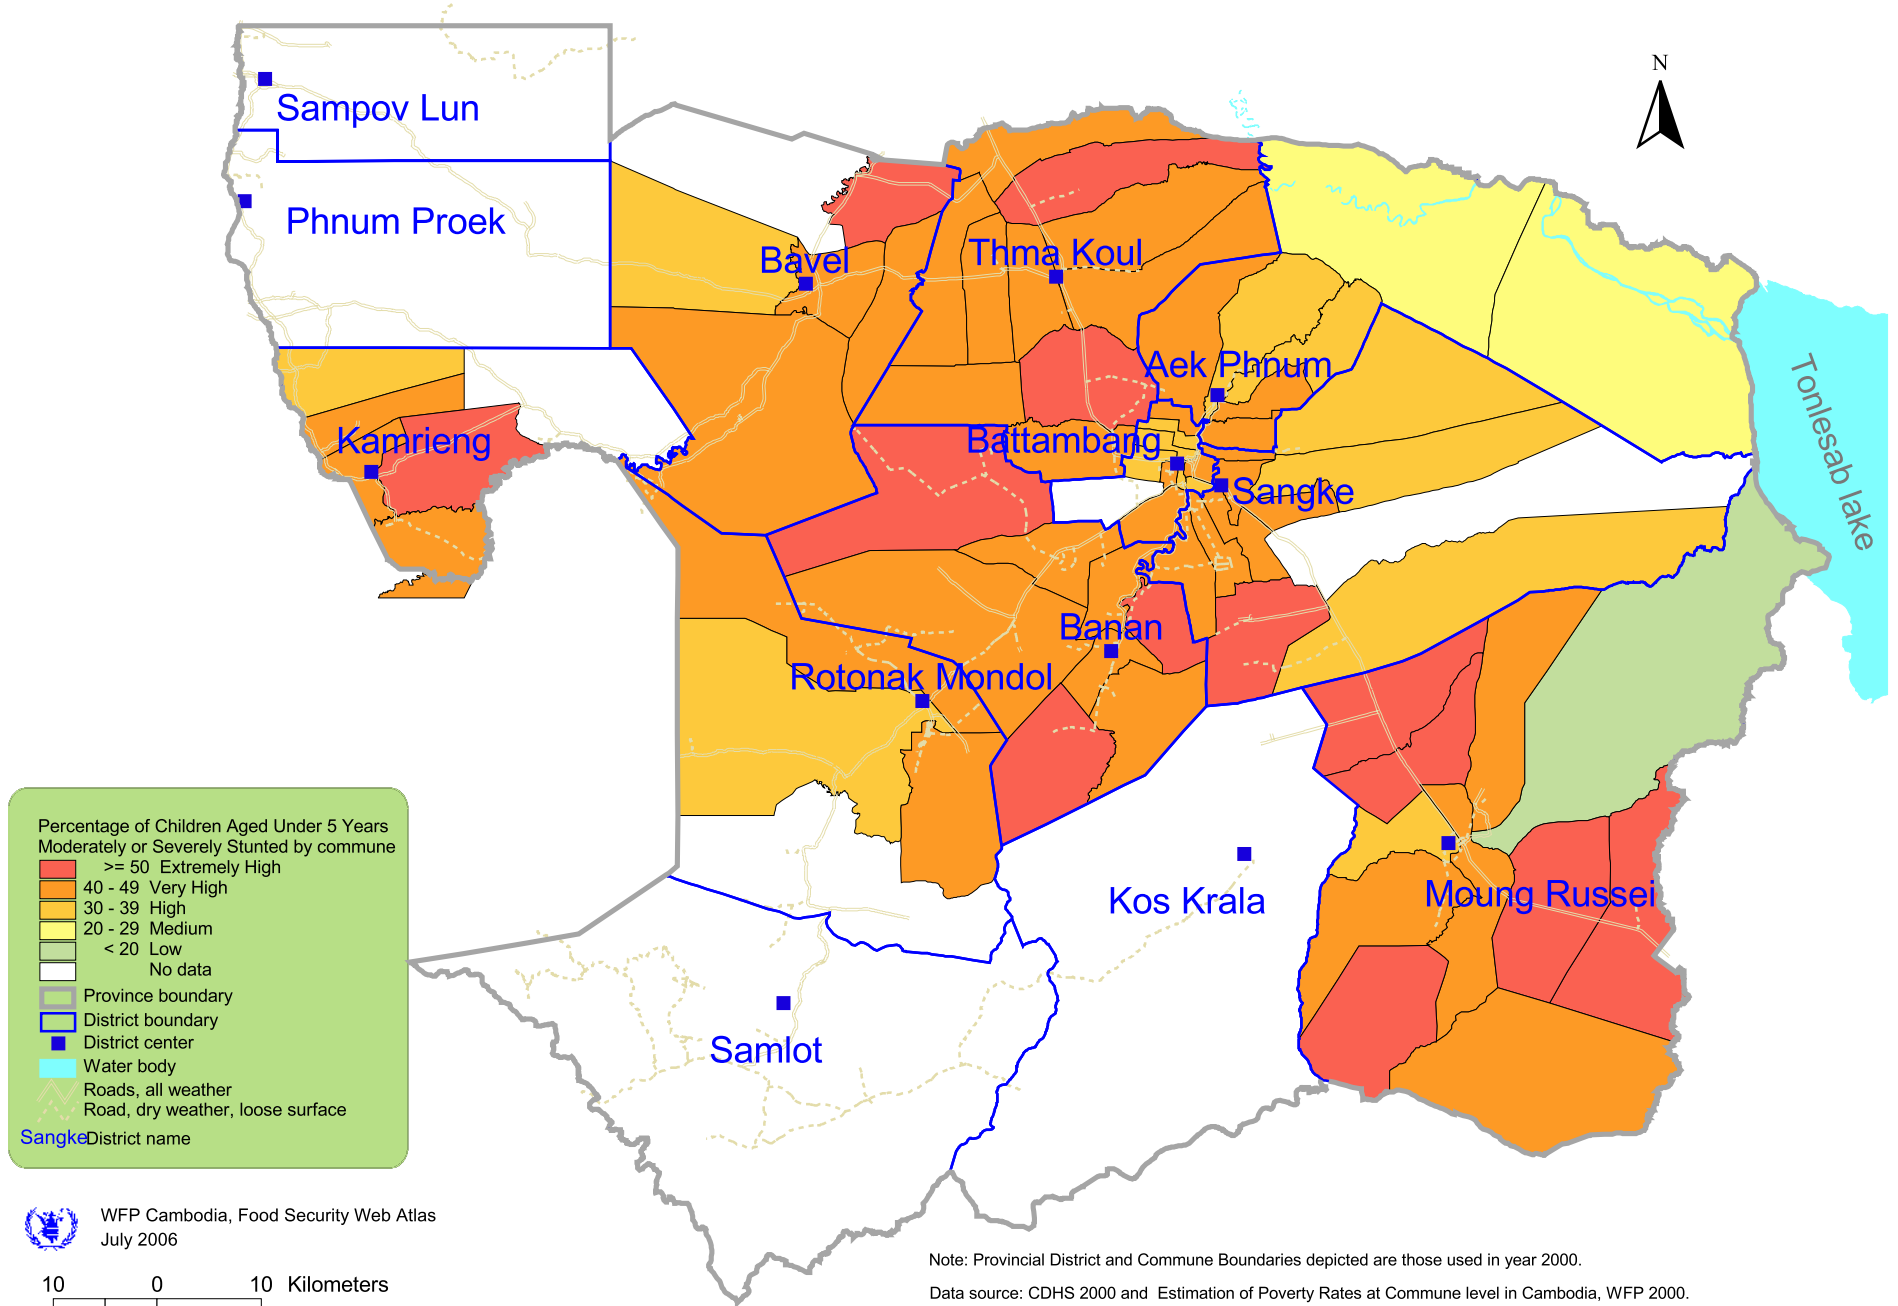 N
Sampov Lun
Phnum Proek
Bavel
Thma Koul
Aek Phnum
Tonlesab lake
Kamrieng
Battambang
Sangke
Banan
Rotonak Mondol
Kos Krala
Moung Russei
Samlot
Percentage of Children Aged Under 5 Years
Moderately or Severely Stunted by commune
>= 50 Extremely High
40 - 49 Very High
30 - 39 High
20 - 29 Medium
< 20 Low
No data
Province boundary
District boundary
District center
Water body
Roads, all weather
Road, dry weather, loose surface
Sangke District name
WFP Cambodia, Food Security Web Atlas
July 2006
10 0 10 Kilometers
Note: Provincial District and Commune Boundaries depicted are those used in year 2000.
Data source: CDHS 2000 and Estimation of Poverty Rates at Commune level in Cambodia, WFP 2000.